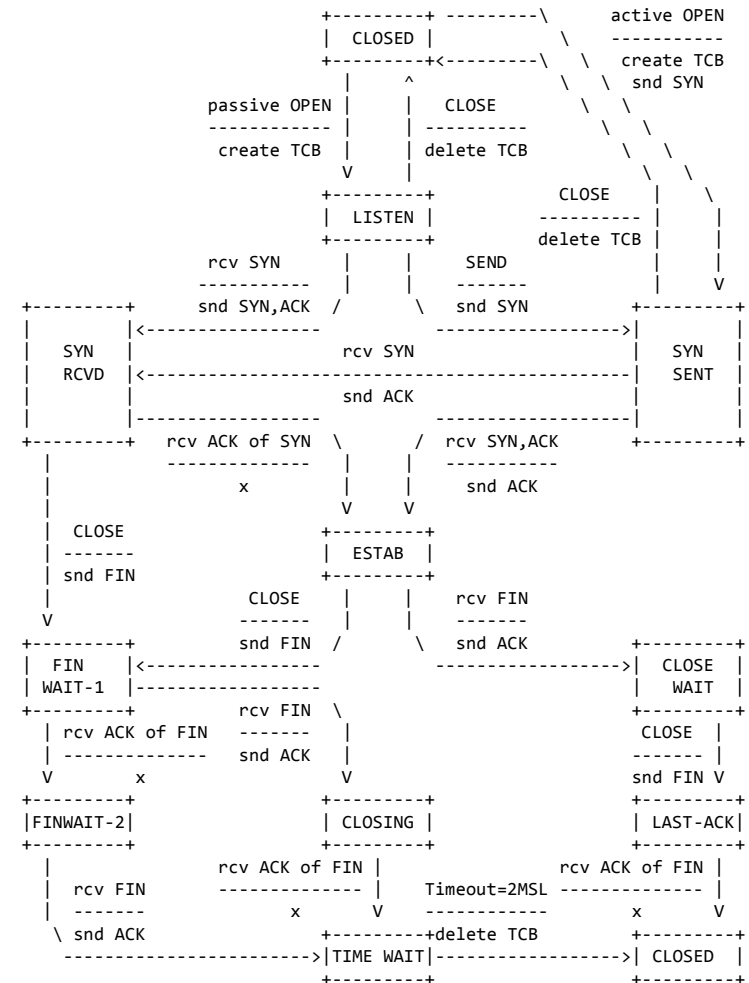 active OPEN
CLOSED
create TCB
snd SYN
passive OPEN CLOSE
create TCB delete TCB
CLOSE
LISTEN
delete TCB
rcv SYN SEND
snd SYN,ACK snd SYN
SYN rcv SYN SYN
RCVD SENT
snd ACK
rcv ACK of SYN rcv SYN,ACK
x snd ACK
CLOSE
ESTAB
snd FIN
CLOSE rcv FIN
snd FIN snd ACK
FIN CLOSE
WAIT-1 WAIT
rcv FIN
rcv ACK of FIN CLOSE
snd ACK
x snd FIN
FINWAIT-2 CLOSING LAST-ACK
rcv ACK of FIN rcv ACK of FIN
rcv FIN Timeout=2MSL
x x
snd ACK delete TCB
TIME WAIT CLOSED